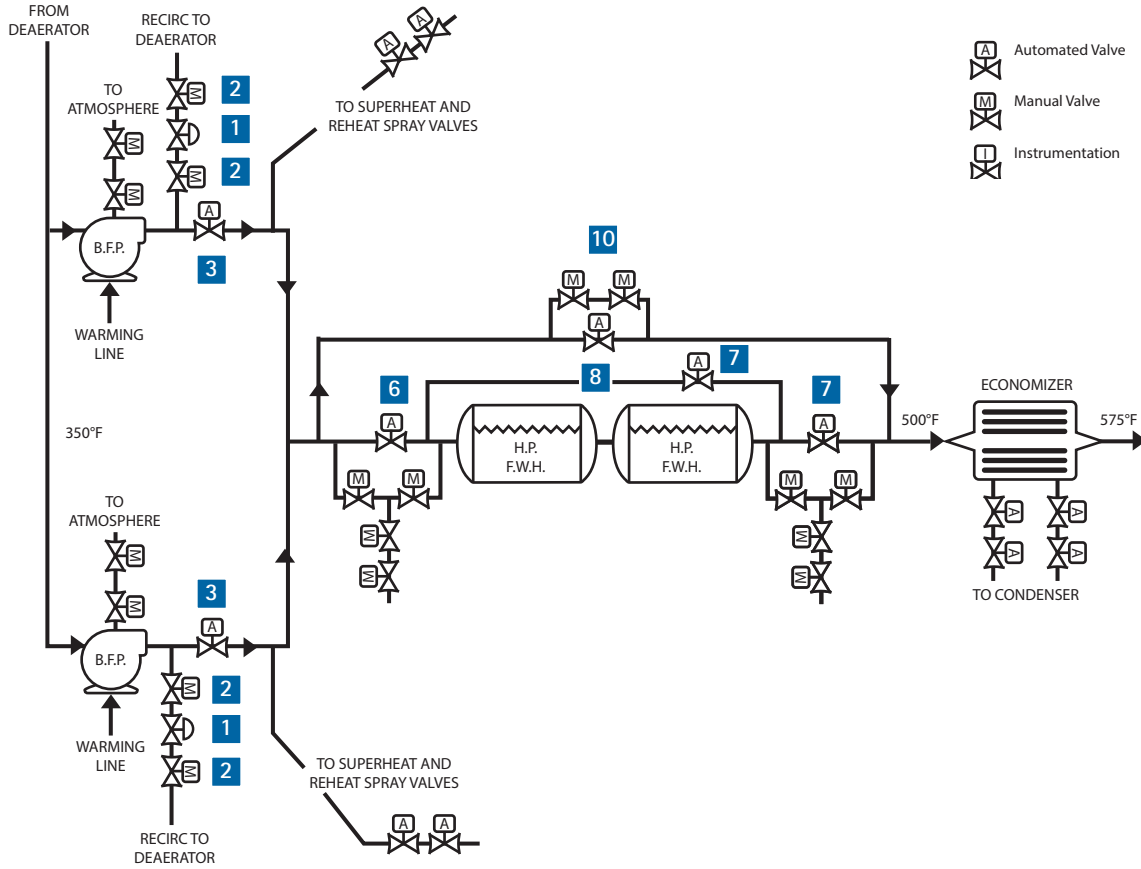 FROM
DEAERATOR
RECIRC TO
DEAERATOR
TO
ATMOSPHERE
M
M
M
2
1
M
2
A
3
B.F.P.
WARMING
LINE
A
A
TO SUPERHEAT AND
REHEAT SPRAY VALVES
A
Automated Valve
M
Manual Valve
I
Instrumentation
10
M
M
A
8
A
7
6
A
7
A
H.P.
F.W.H.
H.P.
F.W.H.
M
M
M
M
M
M
M
M
350°F
500°F
ECONOMIZER
575°F
A
A
A
A
TO CONDENSER
TO
ATMOSPHERE
M
M
3
A
B.F.P.
WARMING
LINE
M
2
1
M
2
RECIRC TO
DEAERATOR
TO SUPERHEAT AND
REHEAT SPRAY VALVES
A
A